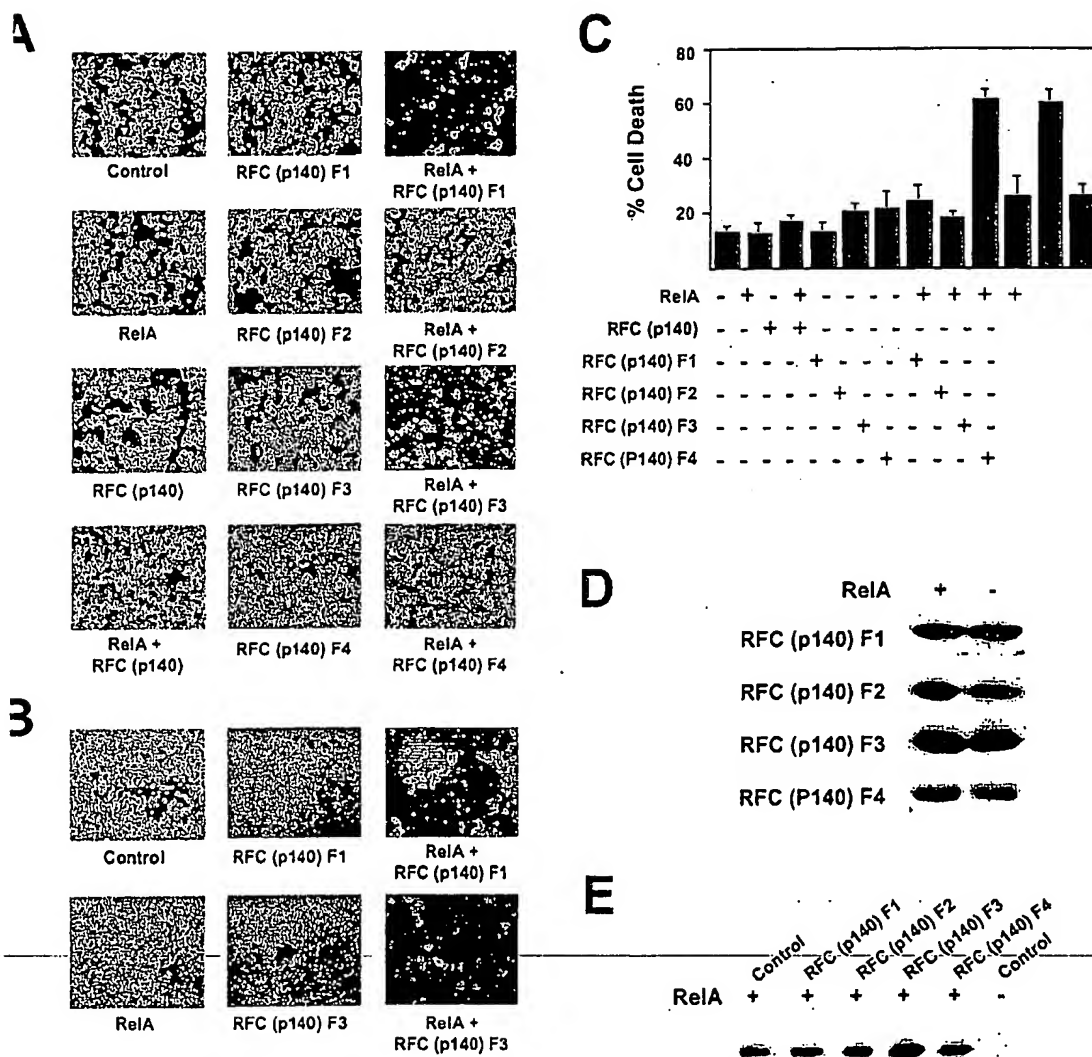 A
Control
RFC (p140) F1
RelA +
RFC (p140) F1
RelA
RFC (p140) F2
RelA +
RFC (p140) F2
RFC (p140)
RFC (p140) F3
RelA +
RFC (p140) F3
RelA +
RFC (p140)
RFC (p140) F4
RelA +
RFC (p140) F4
B
Control
RFC (p140) F1
RelA +
RFC (p140) F1
RelA
RFC (p140) F3
RelA +
RFC (p140) F3
C
80
60
40
20
% Cell Death
RelA - + - + - - - - + + + +
RFC (p140) - - + + - - - - - - - -
RFC (p140) F1 - - - - + - - - + - - -
RFC (p140) F2 - - - - - + - - - + - -
RFC (p140) F3 - - - - - - + - - - + -
RFC (P140) F4 - - - - - - - + - - - +
D
RelA + -
RFC (p140) F1
RFC (p140) F2
RFC (p140) F3
RFC (P140) F4
E
Control
RFC (p140) F1
RFC (p140) F2
RFC (p140) F3
RFC (p140) F4
Control
RelA + + + + + -